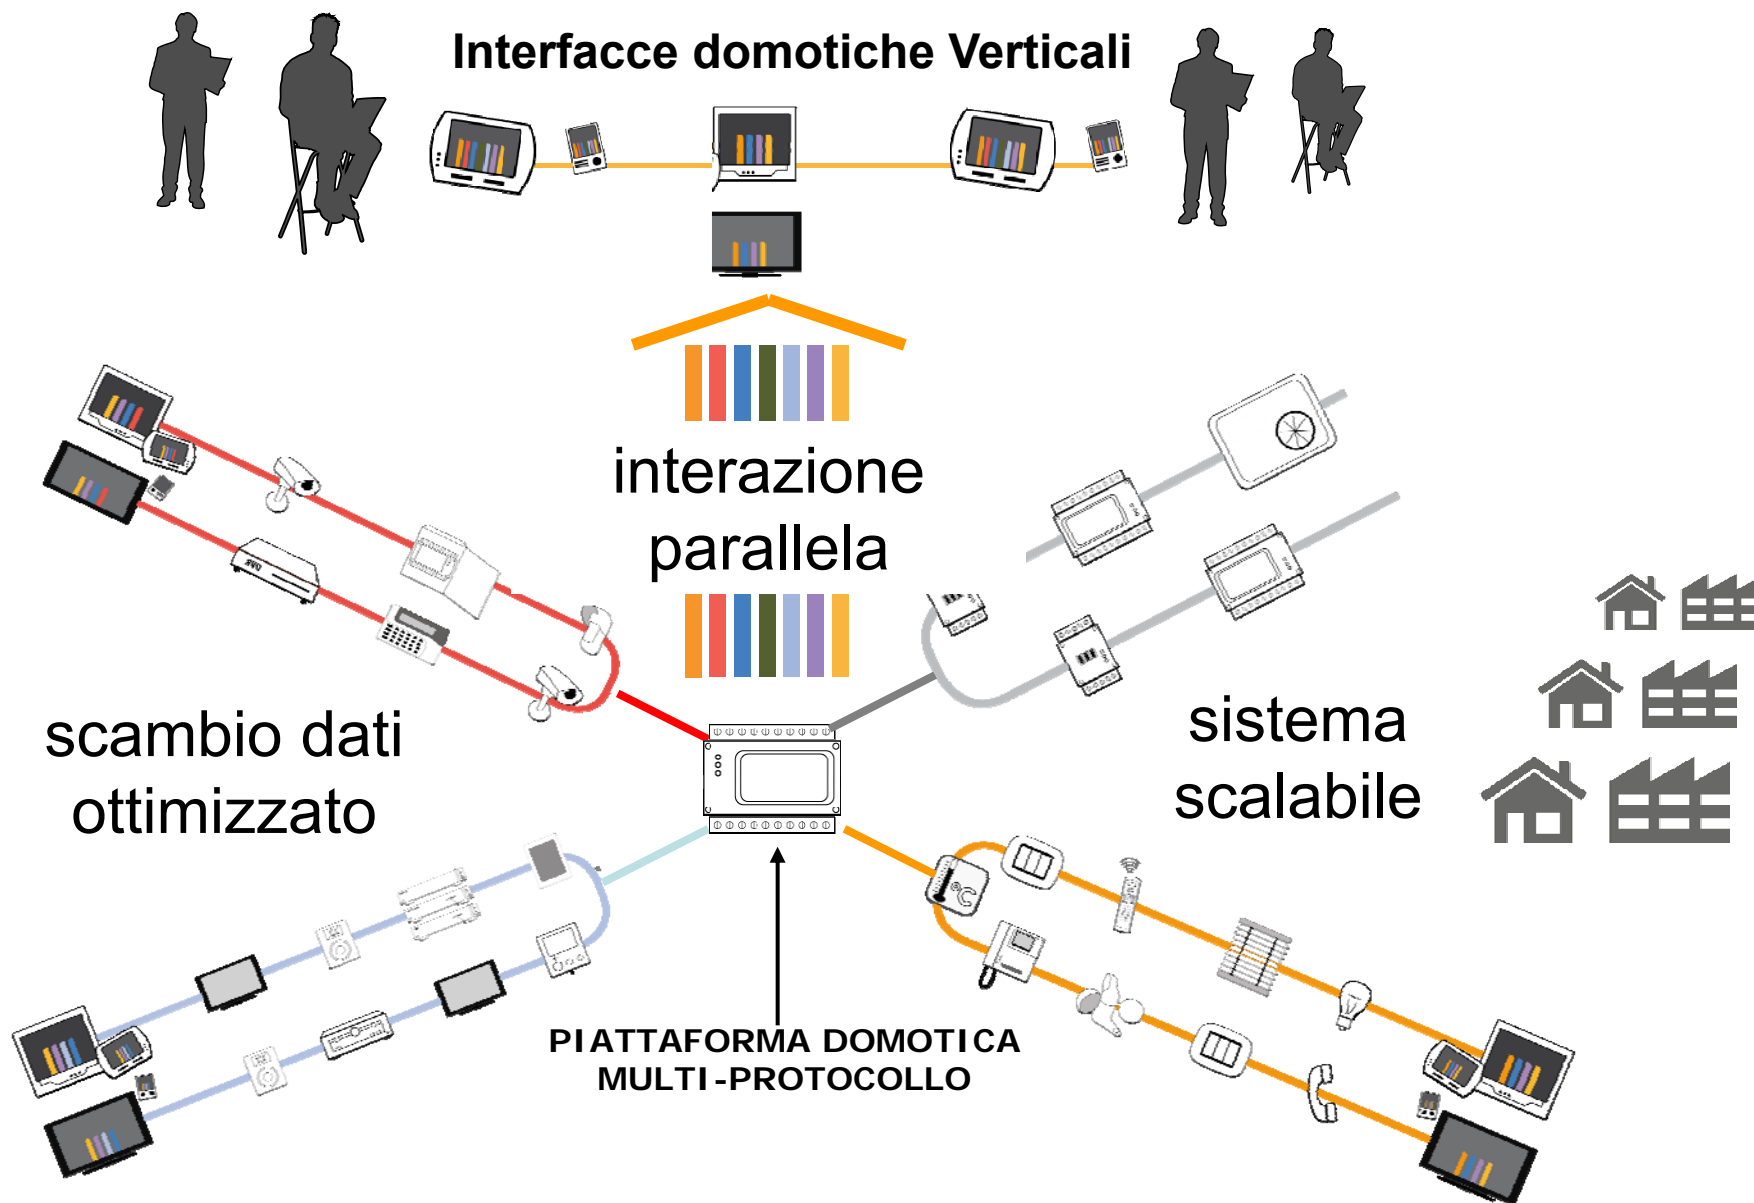 Interfacce domotiche Verticali
interazione
parallela
scambio dati
ottimizzato
sistema
scalabile
°C
PIATTAFORMA DOMOTICA
MULTI-PROTOCOLLO